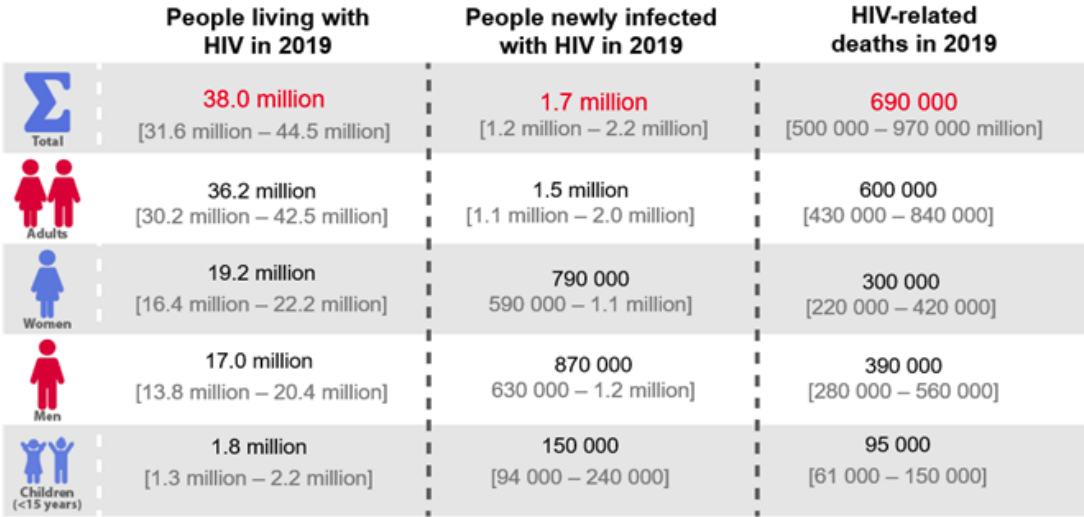 People living with
HIV in 2019
People newly infected
with HIV in 2019
HIV-related
deaths in 2019
Total
38.0 million
[31.6 million – 44.5 million]
1.7 million
[1.2 million – 2.2 million]
690 000
[500 000 – 970 000 million]
Adults
36.2 million
[30.2 million – 42.5 million]
1.5 million
[1.1 million – 2.0 million]
600 000
[430 000 – 840 000]
Women
19.2 million
[16.4 million – 22.2 million]
790 000
590 000 – 1.1 million]
300 000
[220 000 – 420 000]
Men
17.0 million
[13.8 million – 20.4 million]
870 000
630 000 – 1.2 million]
390 000
[280 000 – 560 000]
Children
(<15 years)
1.8 million
[1.3 million – 2.2 million]
150 000
[94 000 – 240 000]
95 000
[61 000 – 150 000]